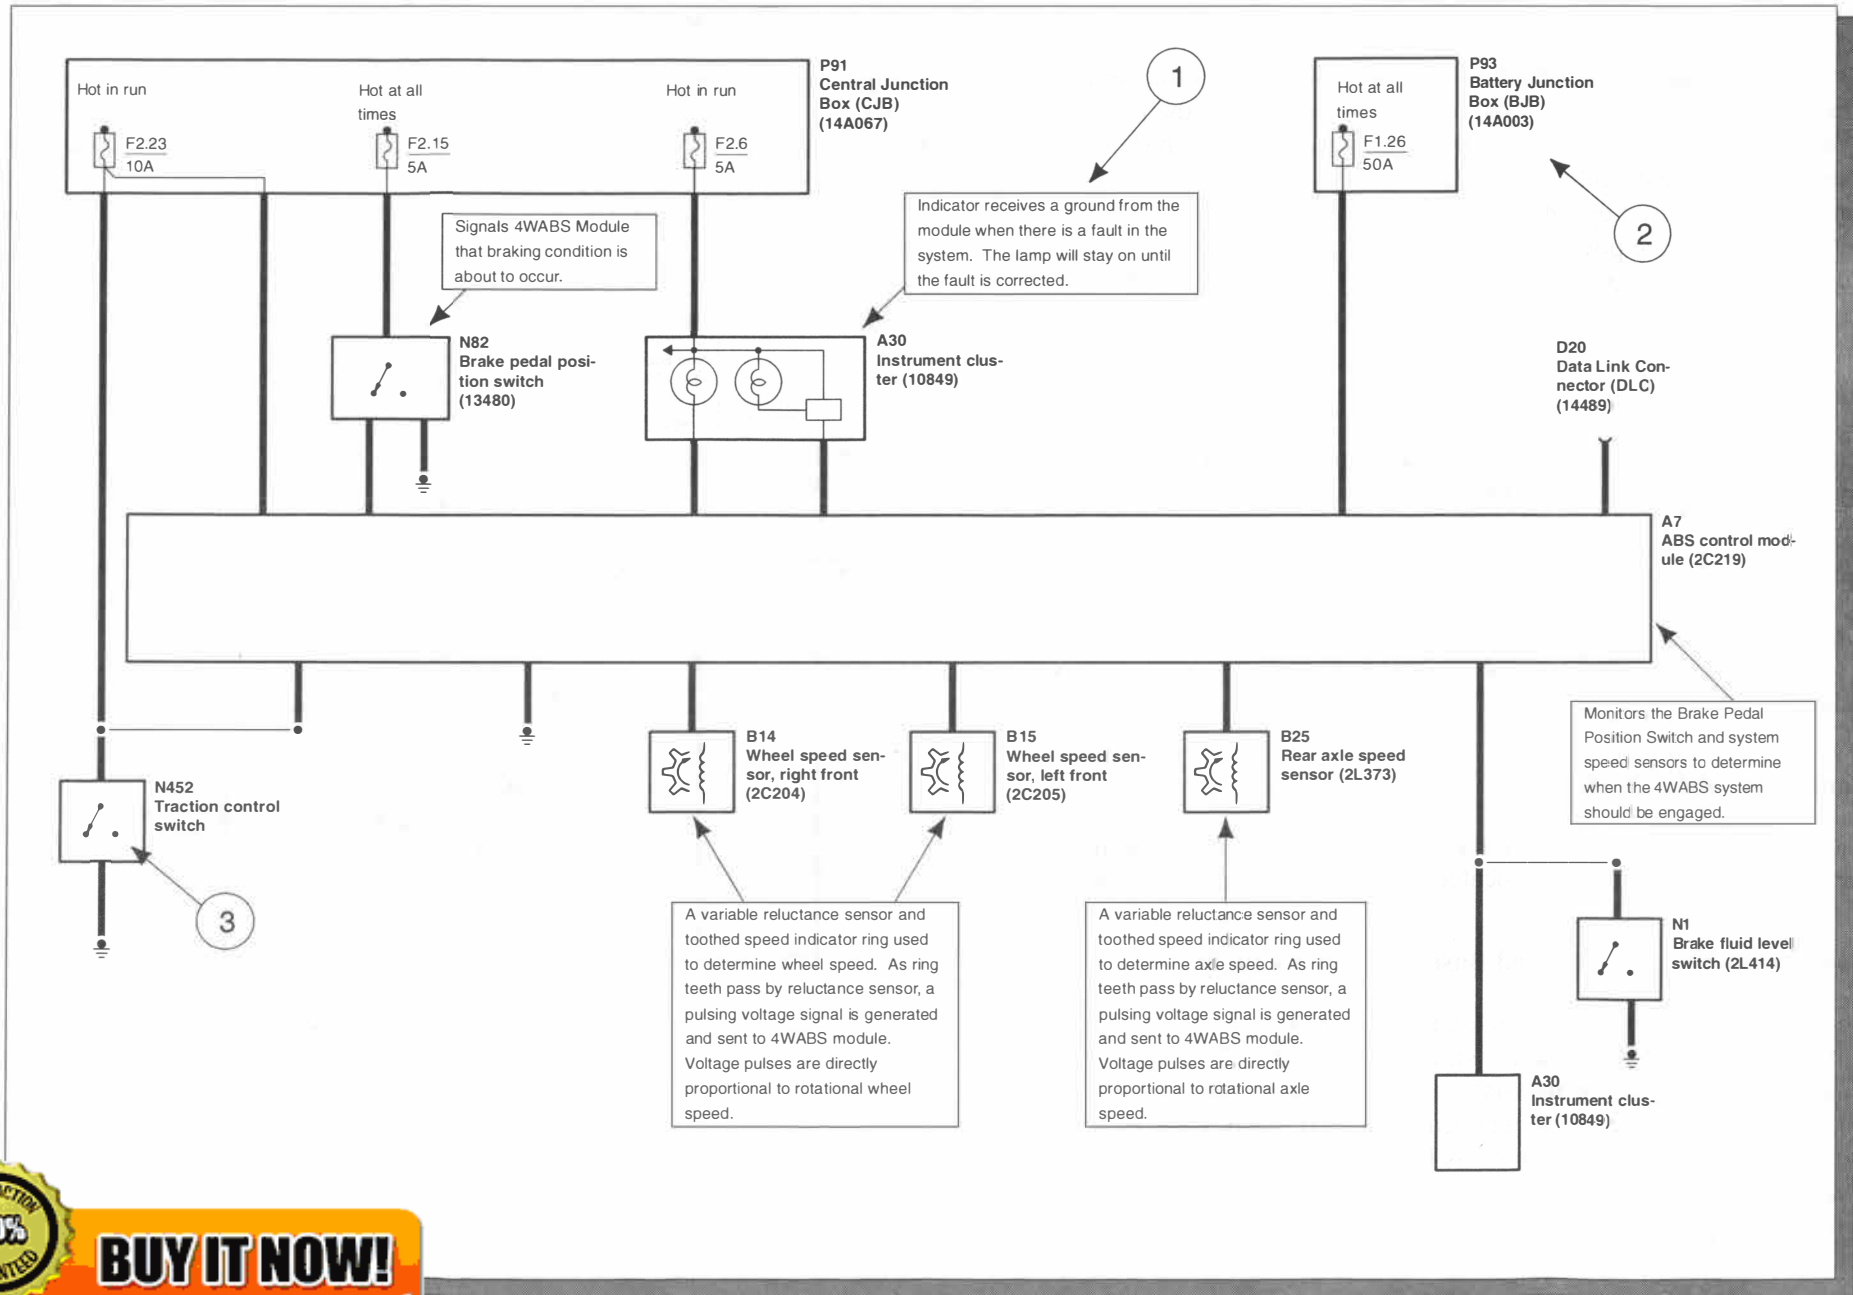 P91
Central Junction
Box (CJB)
(14A067)
Hot in run
Hot at all
times
Hot in run
F2.23
10A
F2.15
5A
F2.6
5A
1
P93
Battery Junction
Box (BJB)
(14A003)
Hot at all
times
F1.26
50A
2
Signals 4WABS Module
that braking condition is
about to occur.
Indicator receives a ground from the
module when there is a fault in the
system. The lamp will stay on until
the fault is corrected.
N82
Brake pedal posi-
tion switch
(13480)
A30
Instrument clus-
ter (10849)
D20
Data Link Con-
nector (DLC)
(14489)
A7
ABS control mod-
ule (2C219)
Monitors the Brake Pedal
Position Switch and system
speed sensors to determine
when the 4WABS system
should be engaged.
N452
Traction control
switch
3
B14
Wheel speed sen-
sor, right front
(2C204)
B15
Wheel speed sen-
sor, left front
(2C205)
B25
Rear axle speed
sensor (2L373)
A variable reluctance sensor and
toothed speed indicator ring used
to determine wheel speed. As ring
teeth pass by reluctance sensor, a
pulsing voltage signal is generated
and sent to 4WABS module.
Voltage pulses are directly
proportional to rotational wheel
speed.
A variable reluctance sensor and
toothed speed indicator ring used
to determine axle speed. As ring
teeth pass by reluctance sensor, a
pulsing voltage signal is generated
and sent to 4WABS module.
Voltage pulses are directly
proportional to rotational axle
speed.
N1
Brake fluid level
switch (2L414)
A30
Instrument clus-
ter (10849)
BUY IT NOW!